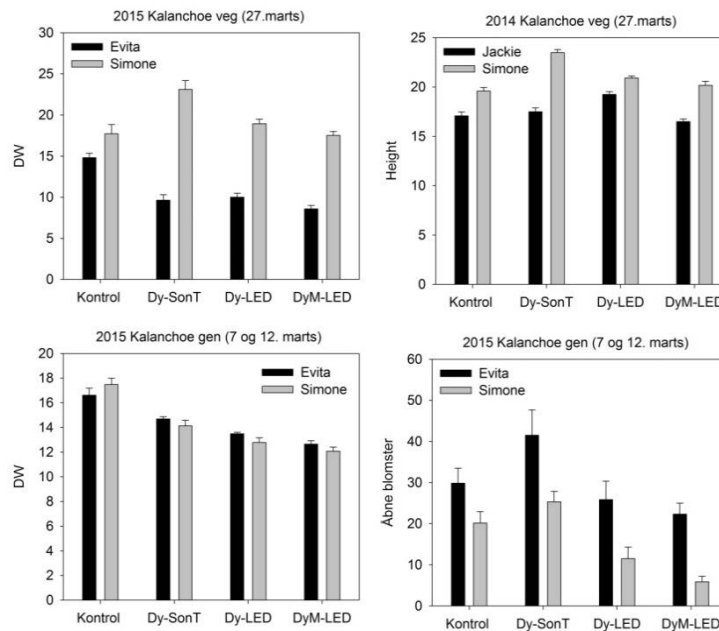 2015 Kalanchoe veg (27.marts)
30
25
20
15
10
5
0
DW
Evita
Simone
Kontrol Dy-SonT Dy-LED DyM-LED
2014 Kalanchoe veg (27.marts)
25
20
15
10
5
0
Height
Jackie
Simone
Kontrol Dy-SonT Dy-LED DyM-LED
2015 Kalanchoe gen (7 og 12. marts)
20
18
16
14
12
10
8
6
4
2
0
DW
Evita
Simone
Kontrol Dy-SonT Dy-LED DyM-LED
2015 Kalanchoe gen (7 og 12. marts)
60
50
40
30
20
10
0
Åbne blomster
Evita
Simone
Kontrol Dy-SonT Dy-LED DyM-LED